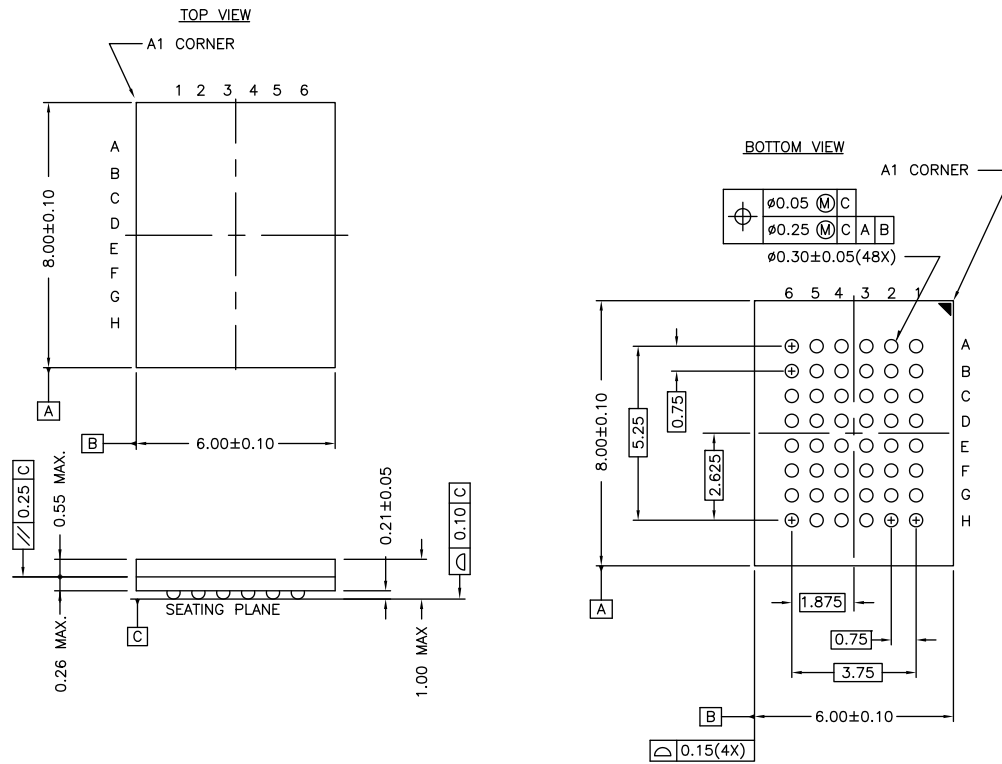 TOP VIEW
A1 CORNER
1 2 3 4 5 6
A
B
C
D
E
F
G
H
8.00±0.10
A
B
6.00±0.10
// 0.25 C
0.55 MAX.
0.21±0.05
⌓ 0.10 C
SEATING PLANE
C
0.26 MAX.
1.00 MAX
BOTTOM VIEW
A1 CORNER
⌖ ø0.05 Ⓜ C
ø0.25 Ⓜ C A B
ø0.30±0.05(48X)
6 5 4 3 2 1
A
B
C
D
E
F
G
H
8.00±0.10
5.25
0.75
2.625
A
1.875
0.75
3.75
B
6.00±0.10
⌓ 0.15(4X)